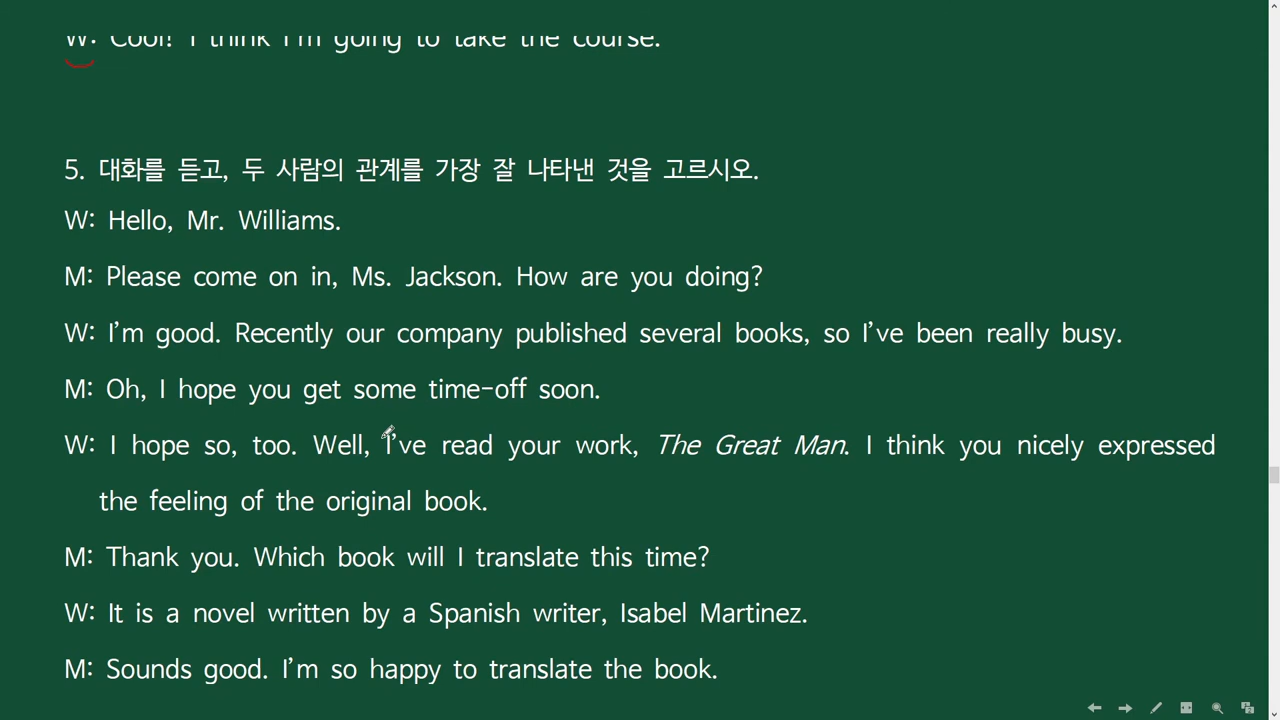 W: Cool! I think I'm going to take the course.
5. 대화를 듣고, 두 사람의 관계를 가장 잘 나타낸 것을 고르시오.
W: Hello, Mr. Williams.
M: Please come on in, Ms. Jackson. How are you doing?
W: I'm good. Recently our company published several books, so I've been really busy.
M: Oh, I hope you get some time-off soon.
W: I hope so, too. Well, I've read your work, The Great Man. I think you nicely expressed
the feeling of the original book.
M: Thank you. Which book will I translate this time?
W: It is a novel written by a Spanish writer, Isabel Martinez.
M: Sounds good. I'm so happy to translate the book.